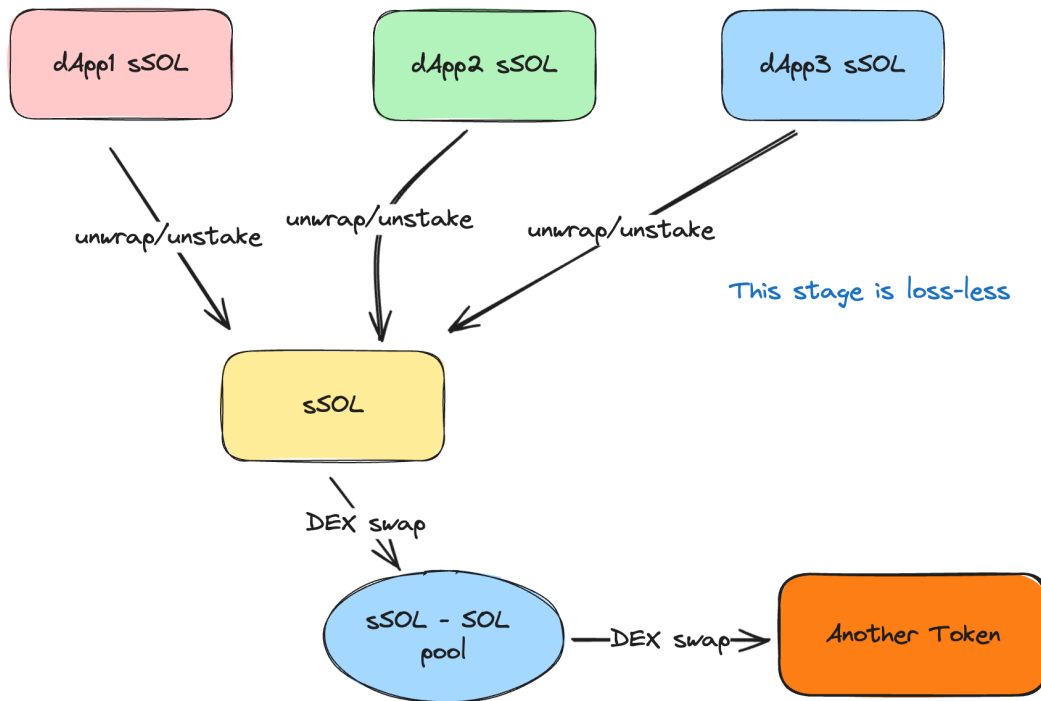 dApp1 sSOL
dApp2 sSOL
dApp3 sSOL
unwrap/unstake
unwrap/unstake
unwrap/unstake
This stage is loss-less
sSOL
DEX swap
sSOL - SOL
pool
DEX swap
Another Token